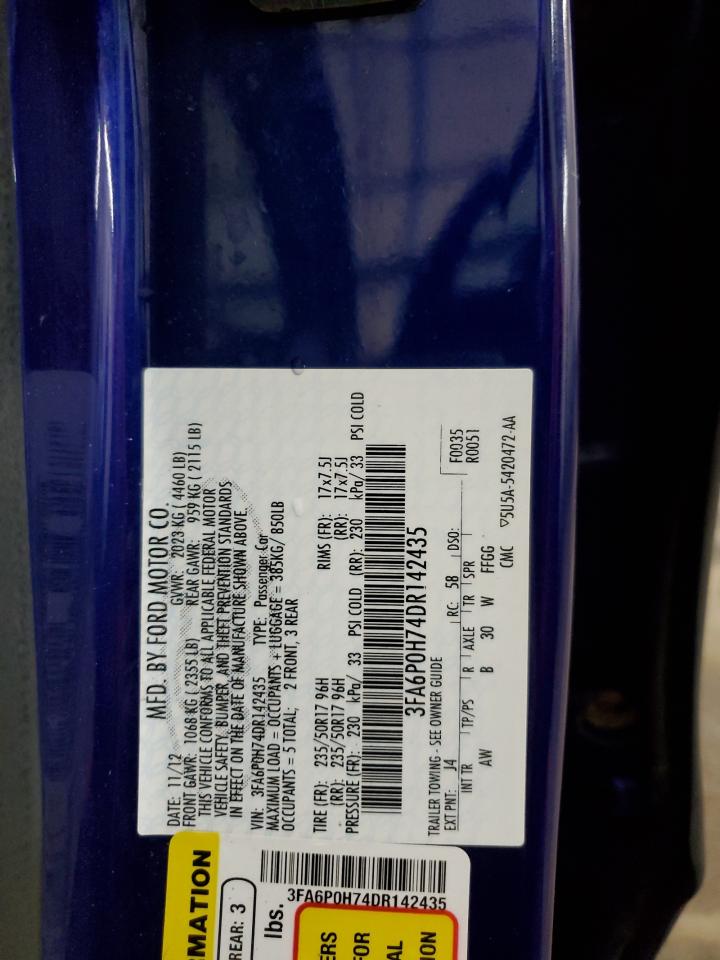 MFD. BY FORD MOTOR CO.
DATE: 11/12 GVWR: 2023 KG ( 4460 LB)
FRONT GAWR: 1068 KG ( 2355 LB) REAR GAWR: 959 KG ( 2115 LB)
THIS VEHICLE CONFORMS TO ALL APPLICABLE FEDERAL MOTOR
VEHICLE SAFETY, BUMPER, AND THEFT PREVENTION STANDARDS
IN EFFECT ON THE DATE OF MANUFACTURE SHOWN ABOVE.
VIN: 3FA6P0H74DR142435 TYPE: Passenger Car
MAXIMUM LOAD = OCCUPANTS + LUGGAGE = 385KG/ 850LB
OCCUPANTS = 5 TOTAL; 2 FRONT, 3 REAR
TIRE (FR): 235/50R17 96H RIMS (FR): 17x7.5J
(RR): 235/50R17 96H (RR): 17x7.5J
PRESSURE (FR): 230 kPa/ 33 PSI COLD (RR): 230 kPa/ 33 PSI COLD
3FA6P0H74DR142435
TRAILER TOWING - SEE OWNER GUIDE F0035
R0051
EXT PNT: J4 RC: 58 DSO:
INT TR TP/PS R AXLE TR SPR
AW B 30 W FFGG
CMC ▽5U5A-5420472-AA
RMATION
REAR: 3
lbs.
3FA6P0H74DR142435
ERS
FOR
AL
ION